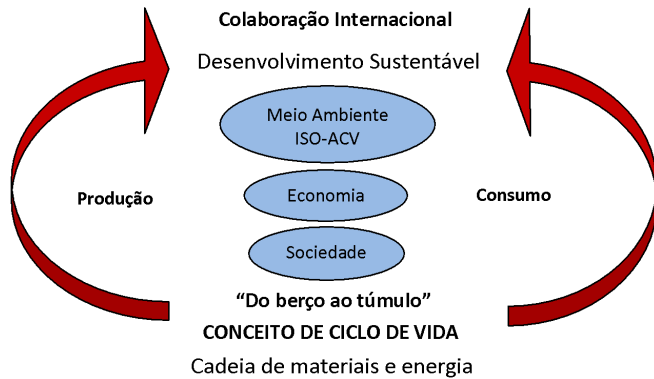 Colaboração Internacional
Desenvolvimento Sustentável
Meio Ambiente
ISO-ACV
Produção
Economia
Consumo
Sociedade
“Do berço ao túmulo”
CONCEITO DE CICLO DE VIDA
Cadeia de materiais e energia